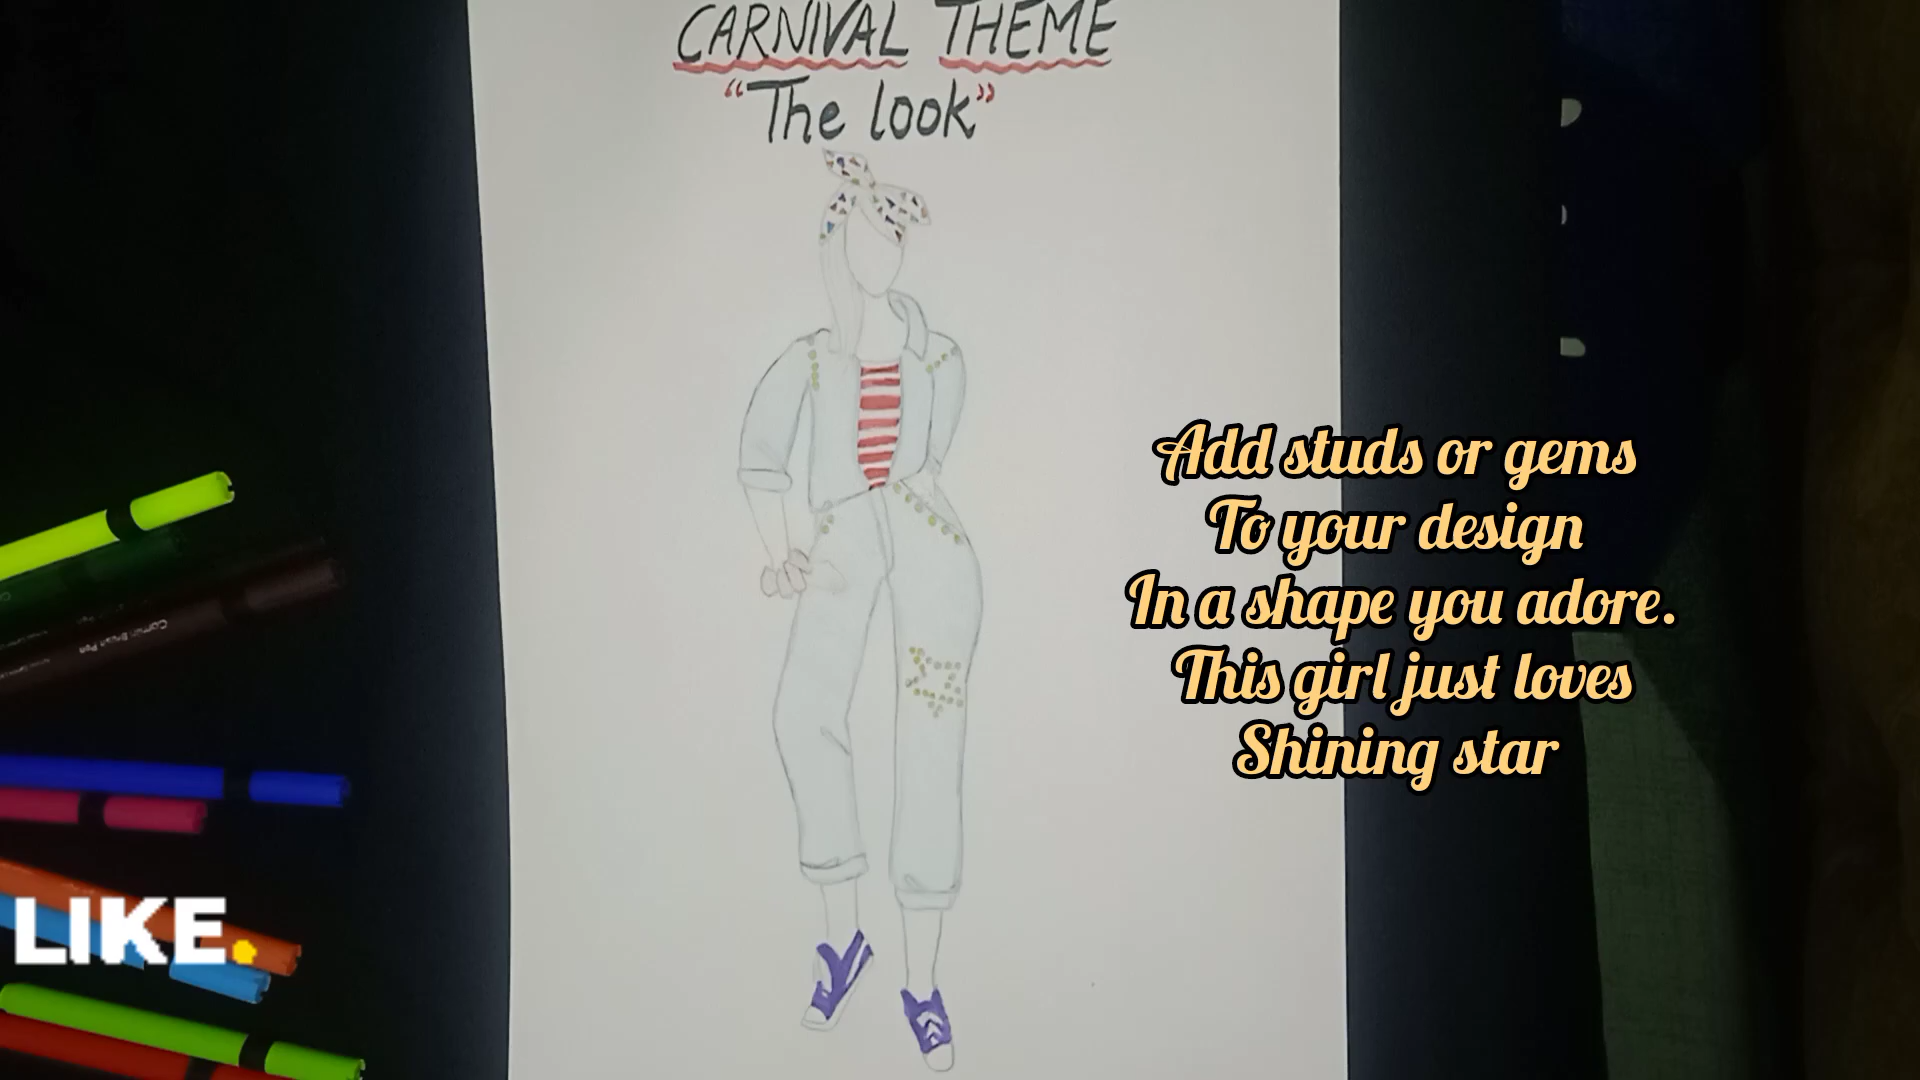 CARNIVAL THEME
"The look"
Add studs or gems
To your design
In a shape you adore.
This girl just loves
Shining star
LIKE.